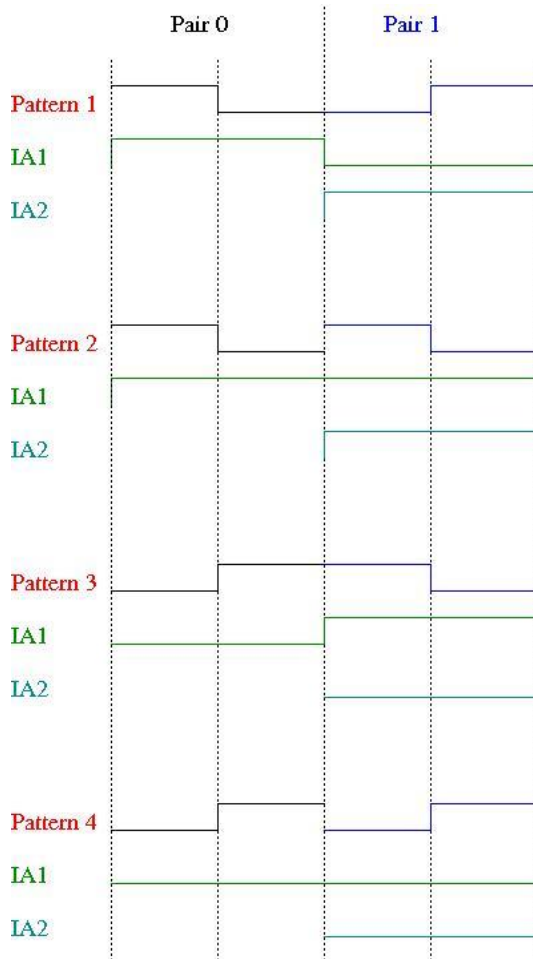 Pair 0 Pair 1
Pattern 1
IA1
IA2
Pattern 2
IA1
IA2
Pattern 3
IA1
IA2
Pattern 4
IA1
IA2